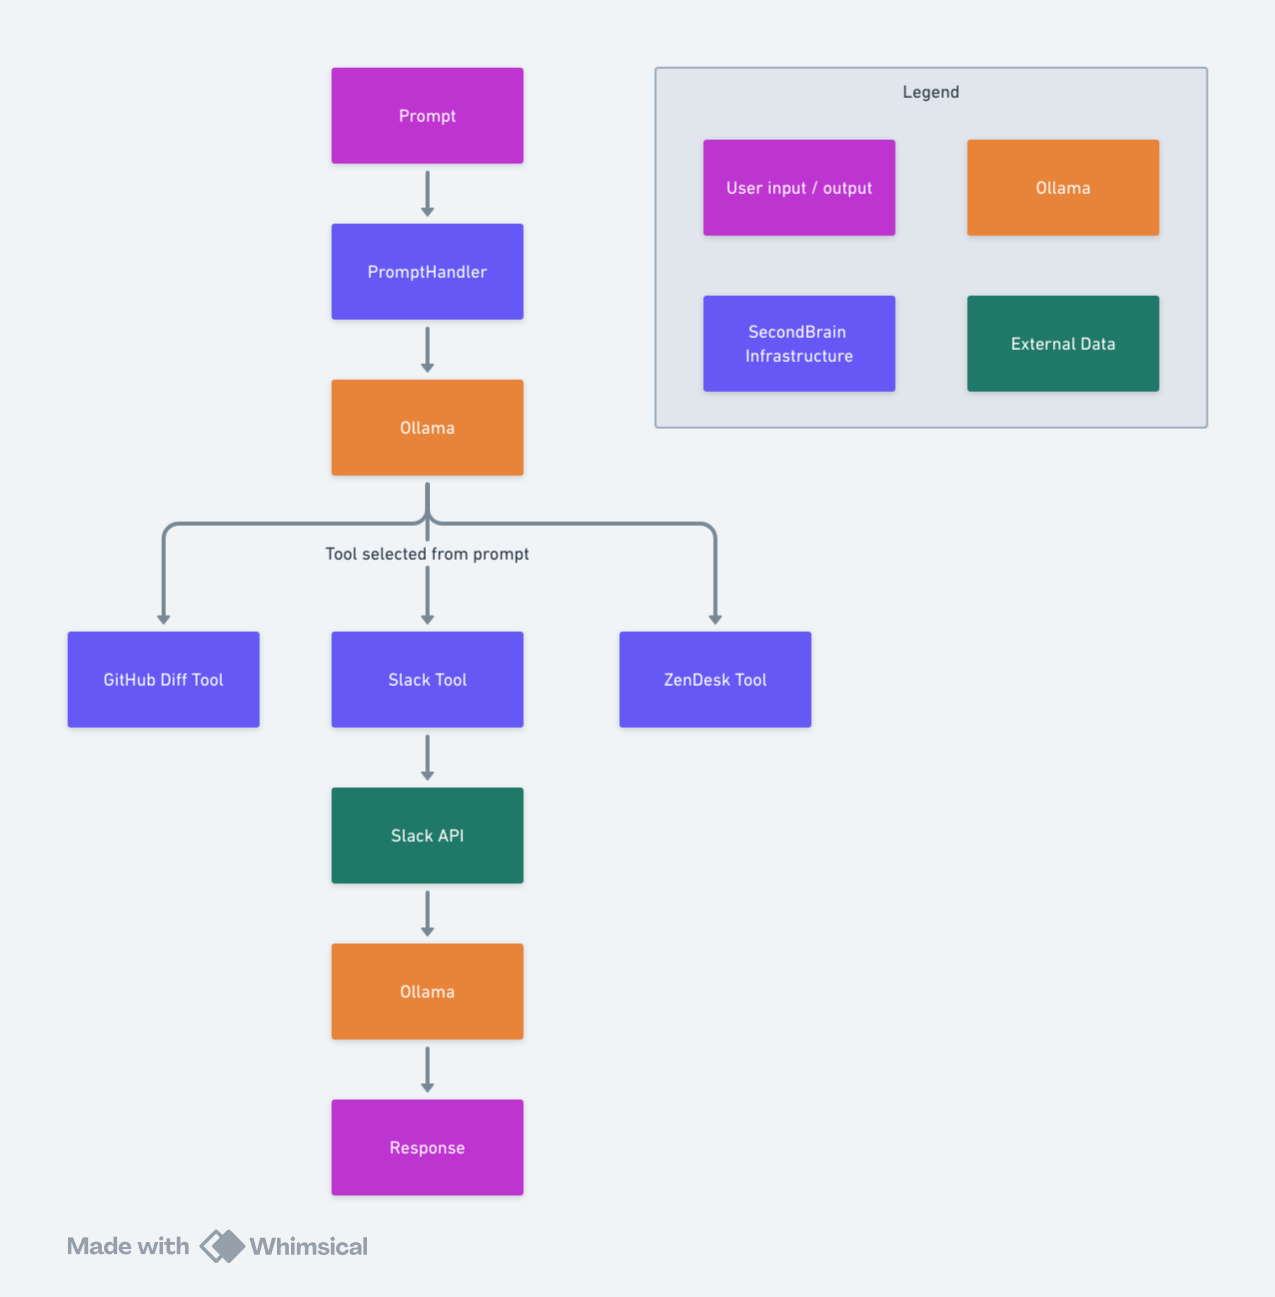 Prompt
PromptHandler
Ollama
Tool selected from prompt
GitHub Diff Tool
Slack Tool
ZenDesk Tool
Slack API
Ollama
Response
Legend
User input / output
Ollama
SecondBrain
Infrastructure
External Data
Made with Whimsical